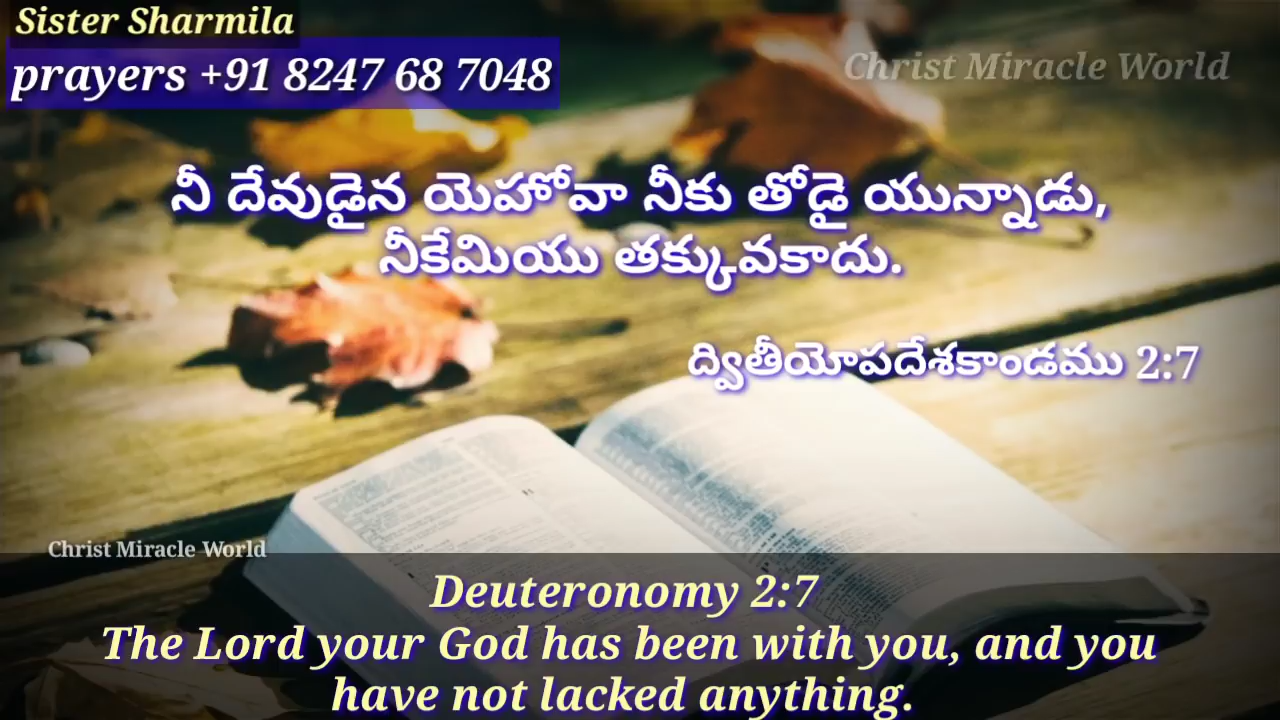 Sister Sharmila
prayers +91 8247 68 7048
Christ Miracle World
నీ దేవుడైన యెహోవా నీకు తోడై యున్నాడు,
నీకేమియు తక్కువకాదు.
ద్వితీయోపదేశకాండము 2:7
Christ Miracle World
Deuteronomy 2:7
The Lord your God has been with you, and you
have not lacked anything.